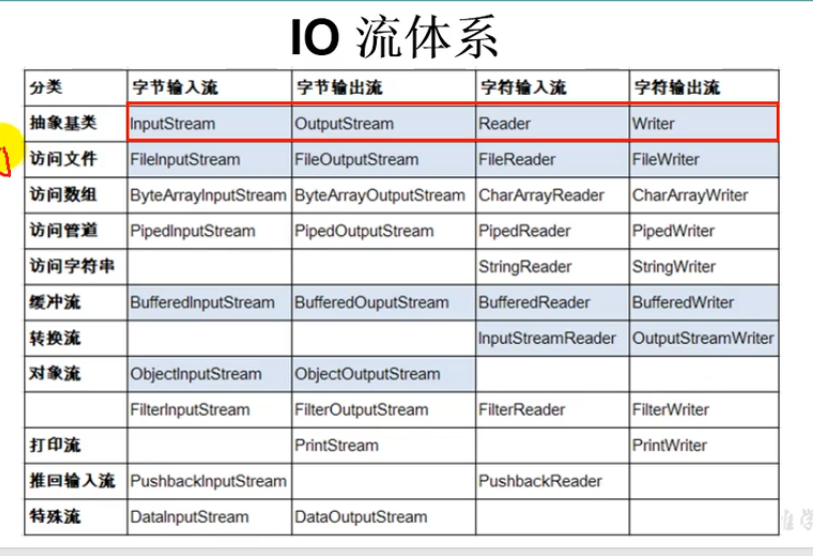 IO 流体系
分类 字节输入流 字节输出流 字符输入流 字符输出流
抽象基类 InputStream OutputStream Reader Writer
访问文件 FileInputStream FileOutputStream FileReader FileWriter
访问数组 ByteArrayInputStream ByteArrayOutputStream CharArrayReader CharArrayWriter
访问管道 PipedInputStream PipedOutputStream PipedReader PipedWriter
访问字符串 StringReader StringWriter
缓冲流 BufferedInputStream BufferedOuputStream BufferedReader BufferedWriter
转换流 InputStreamReader OutputStreamWriter
对象流 ObjectInputStream ObjectOutputStream
FilterInputStream FilterOutputStream FilterReader FilterWriter
打印流 PrintStream PrintWriter
推回输入流 PushbackInputStream PushbackReader
特殊流 DataInputStream DataOutputStream